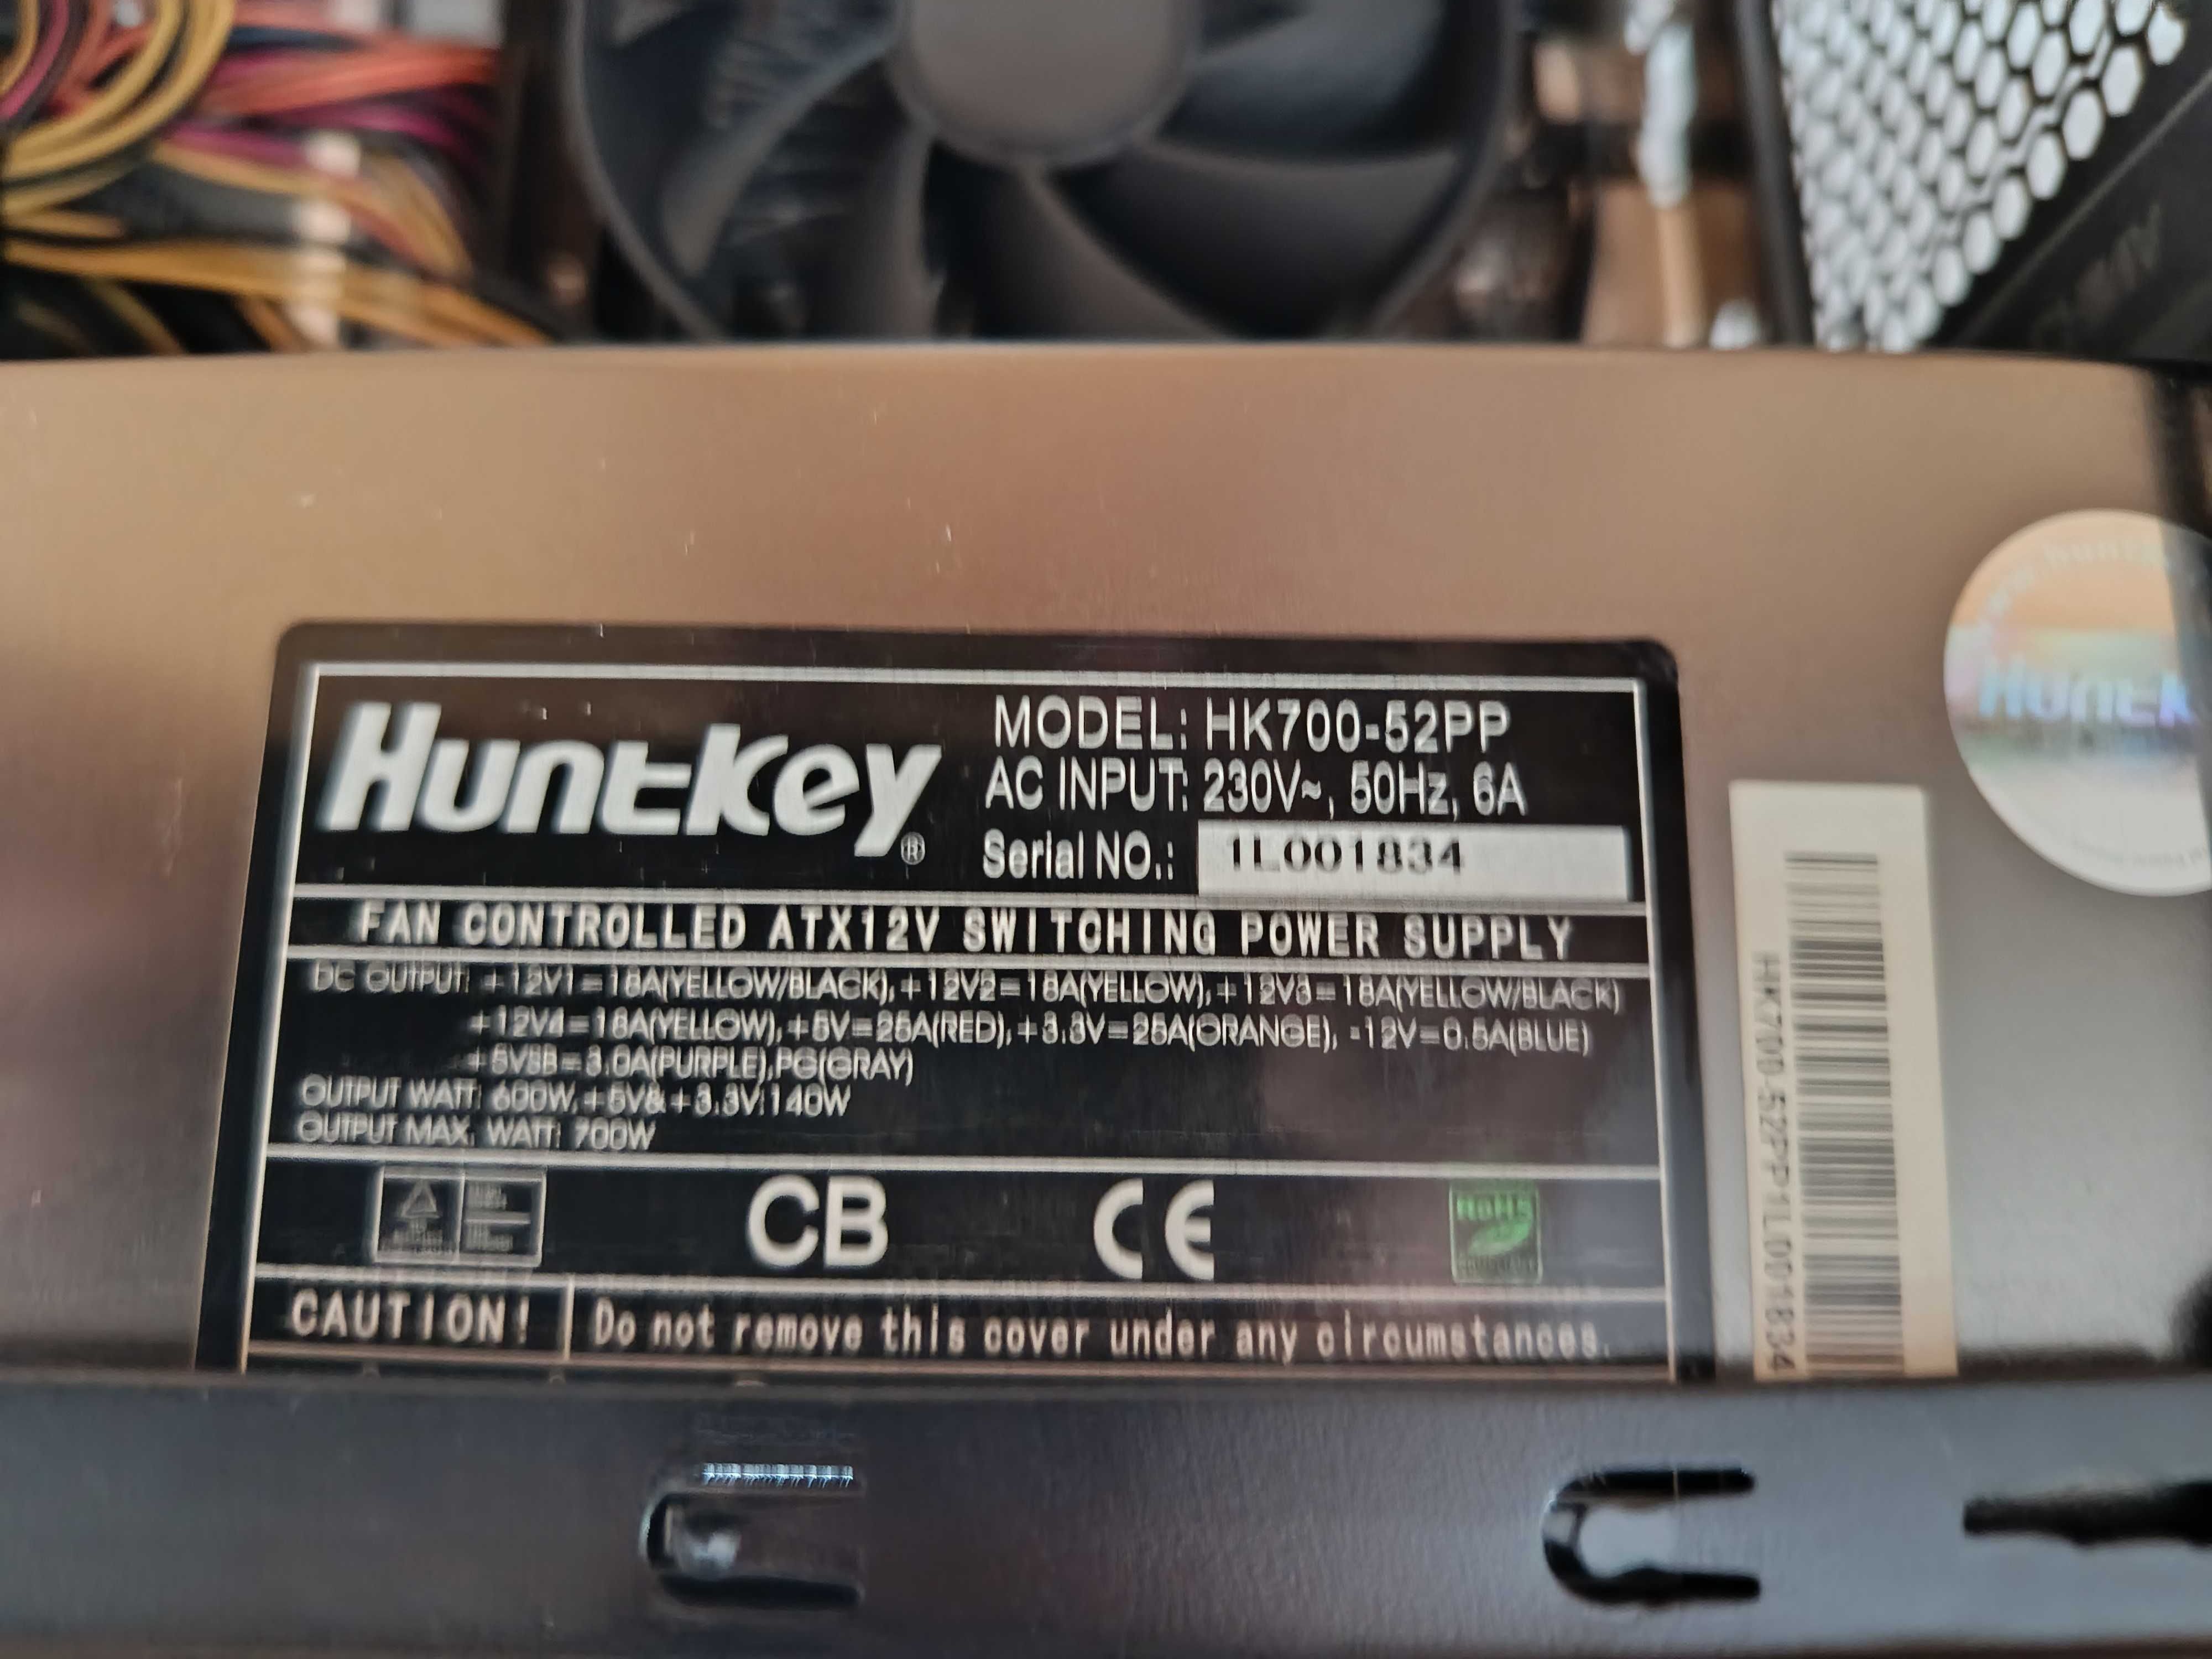 Huntkey®
MODEL: HK700-52PP
AC INPUT: 230V~, 50Hz, 6A
Serial NO.: 1L001834
FAN CONTROLLED ATX12V SWITCHING POWER SUPPLY
DC OUTPUT: +12V1=18A(YELLOW/BLACK),+12V2=18A(YELLOW),+12V3=18A(YELLOW/BLACK)
+12V4=18A(YELLOW),+5V=25A(RED),+3.3V=25A(ORANGE), -12V=0.5A(BLUE)
+5VSB=3.0A(PURPLE),PG(GRAY)
OUTPUT WATT: 600W,+5V&+3.3V:140W
OUTPUT MAX. WATT: 700W
CB CE RoHS
CAUTION! Do not remove this cover under any circumstances.
HK700-52PP1L001834
HuntK